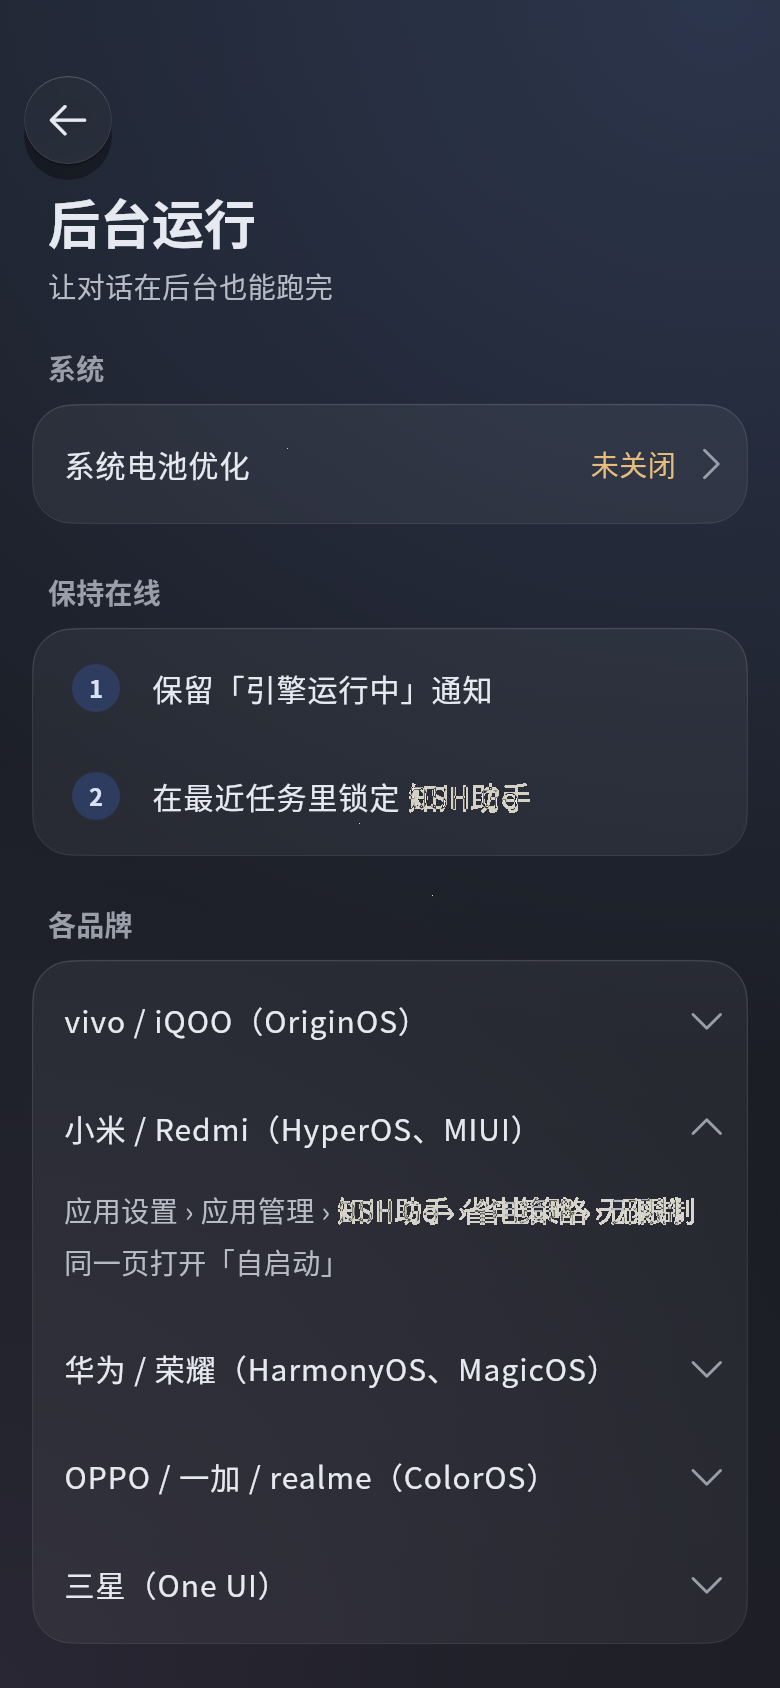 后台运行
让对话在后台也能跑完
系统
系统电池优化
未关闭
保持在线
1 保留「引擎运行中」通知
2 在最近任务里锁定
各品牌
vivo / iQOO（OriginOS）
小米 / Redmi（HyperOS、MIUI）
应用设置 › 应用管理 ›
同一页打开「自启动」
华为 / 荣耀（HarmonyOS、MagicOS）
OPPO / 一加 / realme（ColorOS）
三星（One UI）